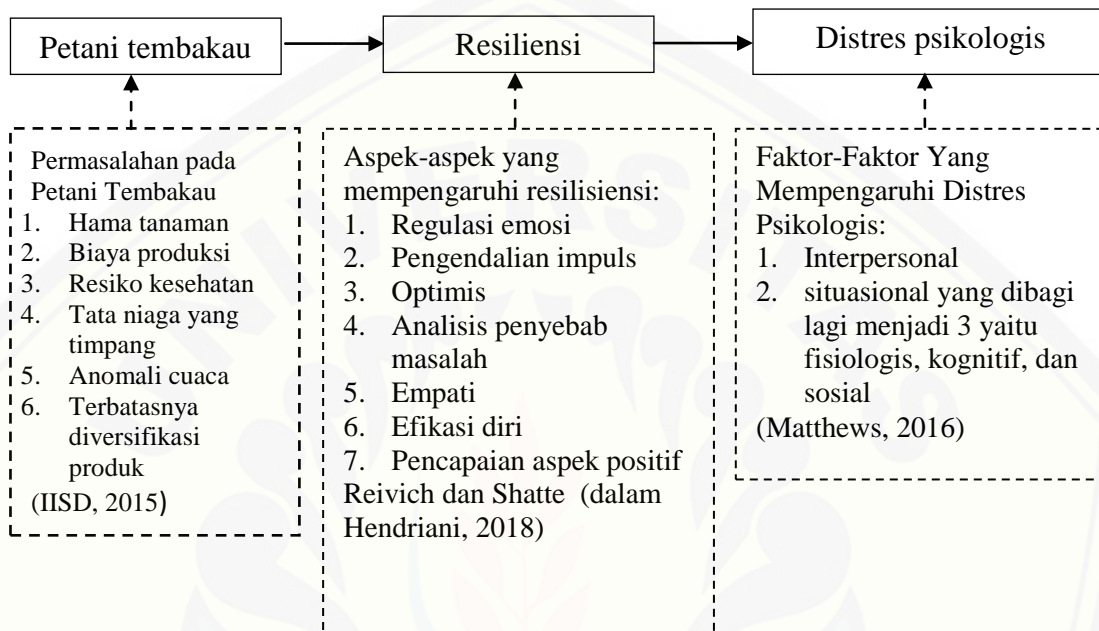 Petani tembakau
Resiliensi
Distres psikologis
Permasalahan pada
Petani Tembakau
1. Hama tanaman
2. Biaya produksi
3. Resiko kesehatan
4. Tata niaga yang
timpang
5. Anomali cuaca
6. Terbatasnya
diversifikasi
produk
(IISD, 2015)
Aspek-aspek yang
mempengaruhi resilisiensi:
1. Regulasi emosi
2. Pengendalian impuls
3. Optimis
4. Analisis penyebab
masalah
5. Empati
6. Efikasi diri
7. Pencapaian aspek positif
Reivich dan Shatte (dalam
Hendriani, 2018)
Faktor-Faktor Yang
Mempengaruhi Distres
Psikologis:
1. Interpersonal
2. situasional yang dibagi
lagi menjadi 3 yaitu
fisiologis, kognitif, dan
sosial
(Matthews, 2016)
UNIVERSITAS